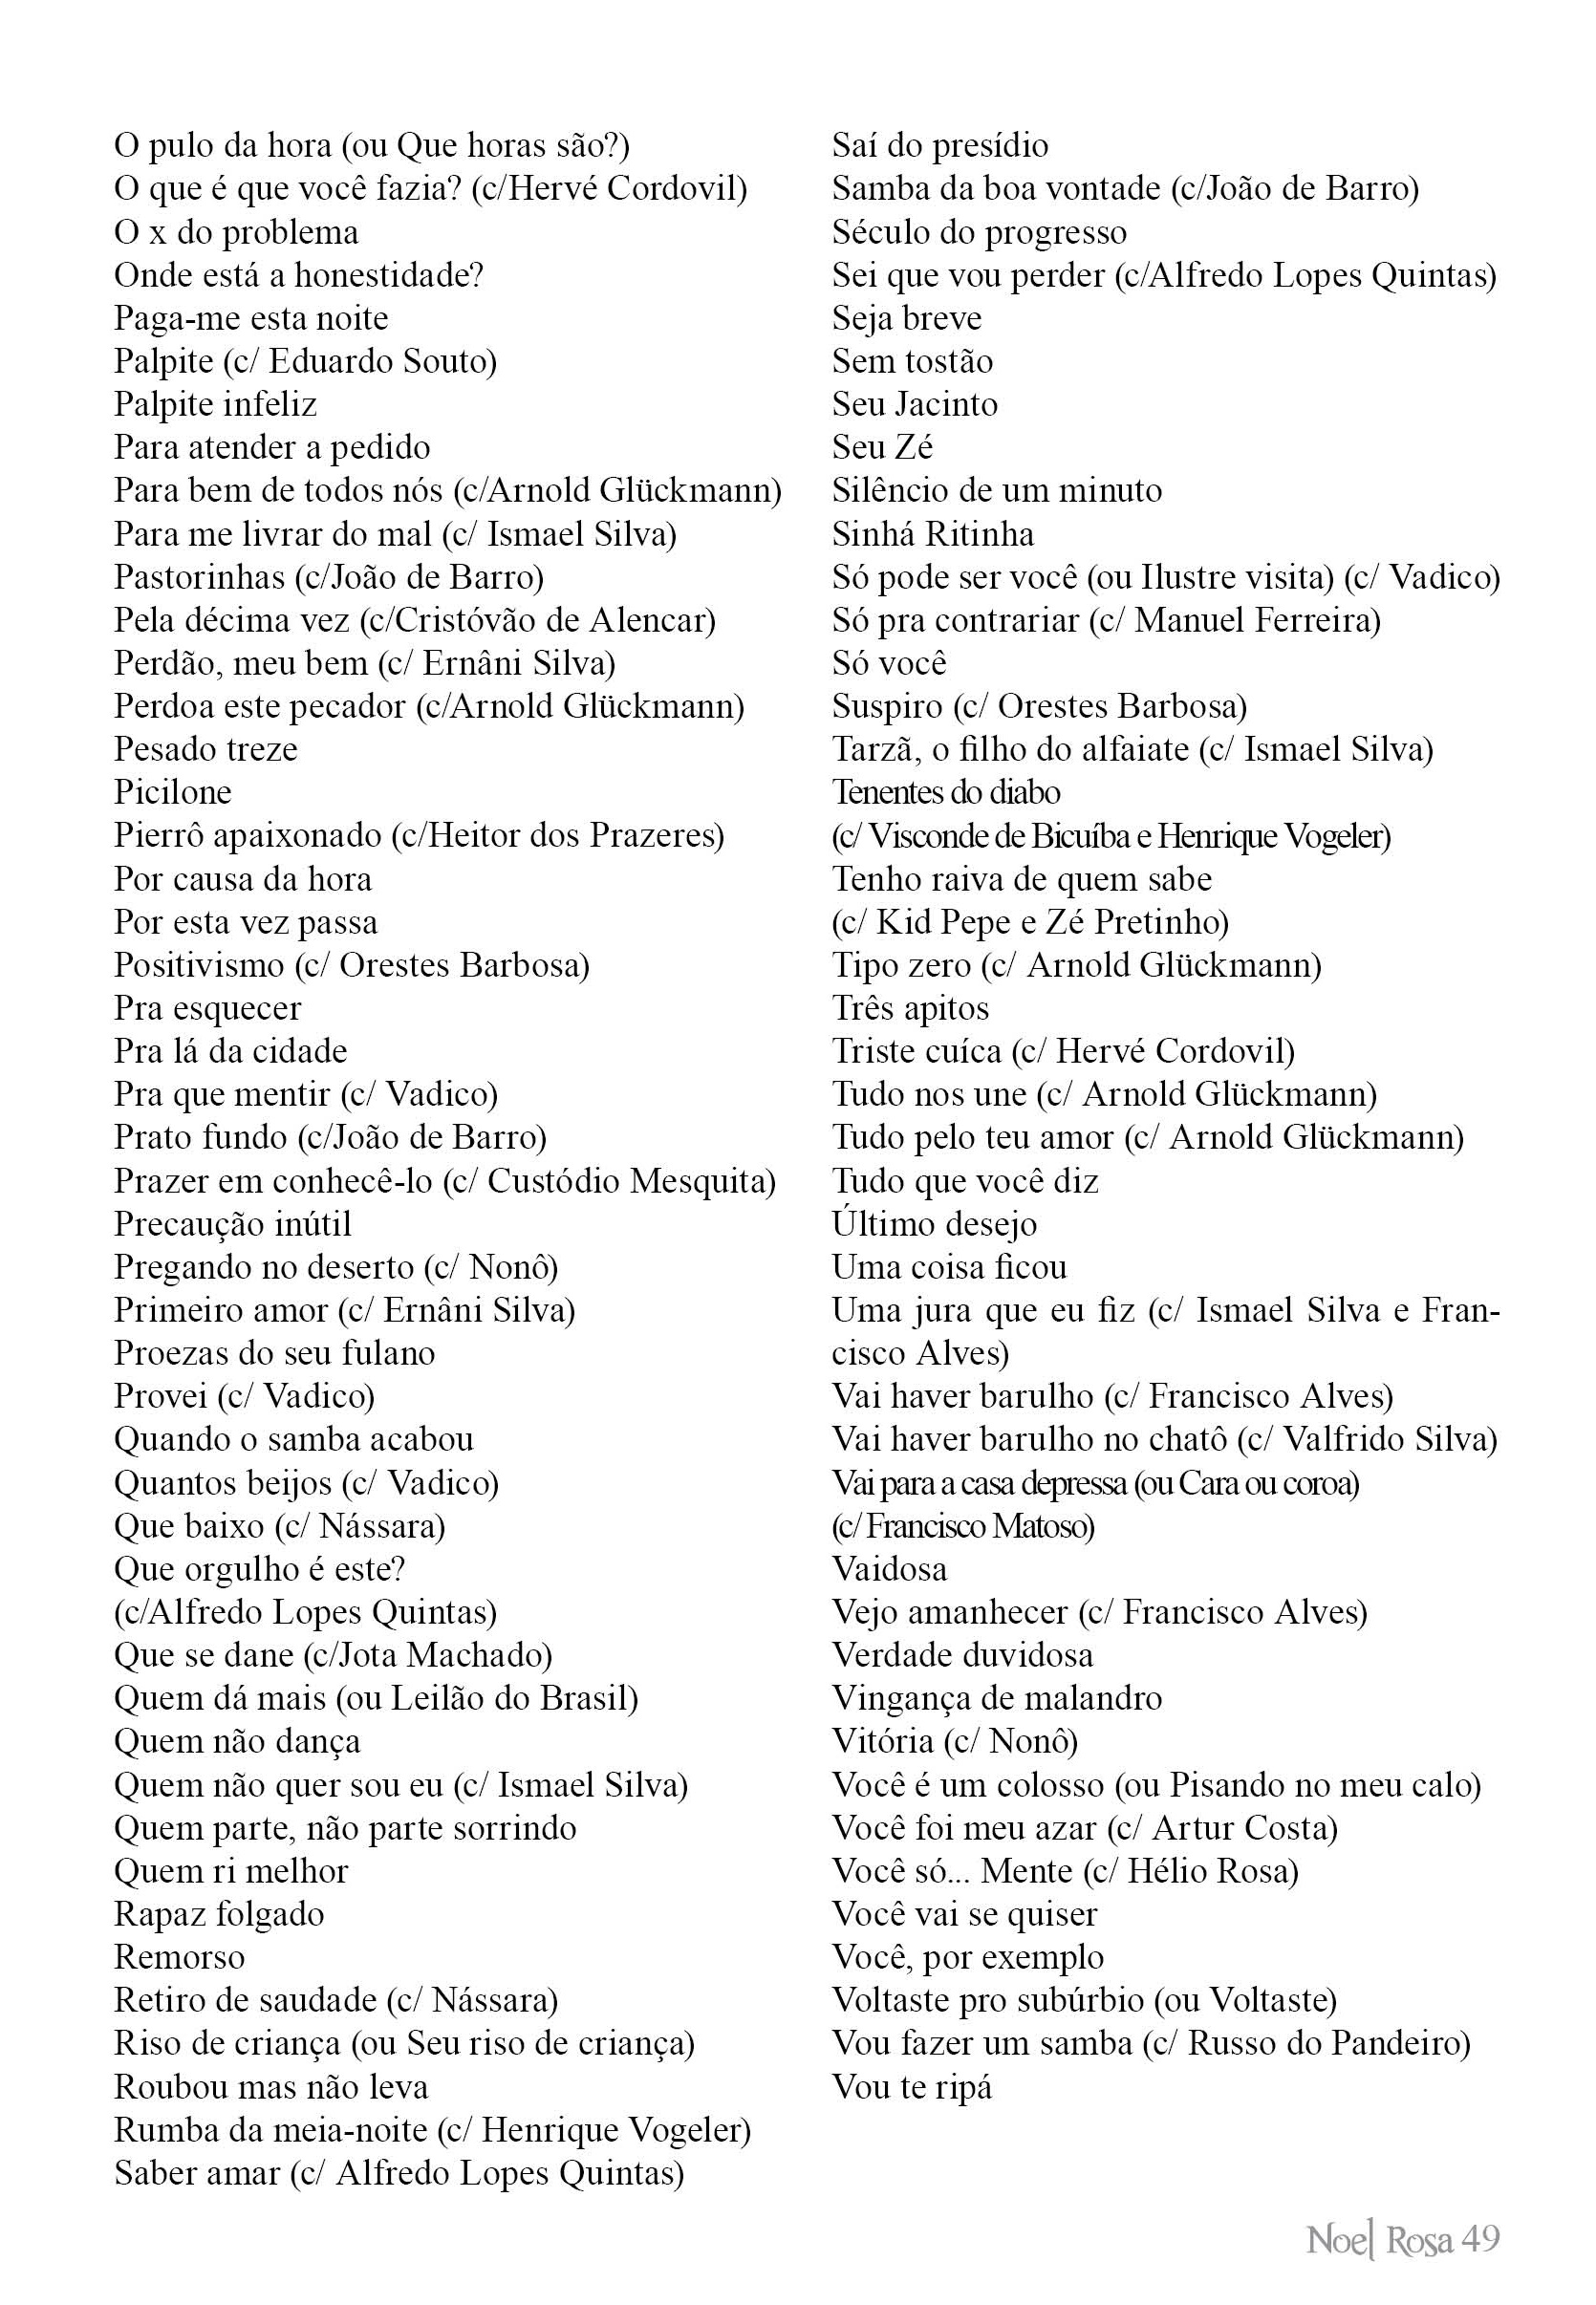 O pulo da hora (ou Que horas são?)
O que é que você fazia? (c/Hervé Cordovil)
O x do problema
Onde está a honestidade?
Paga-me esta noite
Palpite (c/ Eduardo Souto)
Palpite infeliz
Para atender a pedido
Para bem de todos nós (c/Arnold Glückmann)
Para me livrar do mal (c/ Ismael Silva)
Pastorinhas (c/João de Barro)
Pela décima vez (c/Cristóvão de Alencar)
Perdão, meu bem (c/ Ernâni Silva)
Perdoa este pecador (c/Arnold Glückmann)
Pesado treze
Picilone
Pierrô apaixonado (c/Heitor dos Prazeres)
Por causa da hora
Por esta vez passa
Positivismo (c/ Orestes Barbosa)
Pra esquecer
Pra lá da cidade
Pra que mentir (c/ Vadico)
Prato fundo (c/João de Barro)
Prazer em conhecê-lo (c/ Custódio Mesquita)
Precaução inútil
Pregando no deserto (c/ Nonô)
Primeiro amor (c/ Ernâni Silva)
Proezas do seu fulano
Provei (c/ Vadico)
Quando o samba acabou
Quantos beijos (c/ Vadico)
Que baixo (c/ Nássara)
Que orgulho é este?
(c/Alfredo Lopes Quintas)
Que se dane (c/Jota Machado)
Quem dá mais (ou Leilão do Brasil)
Quem não dança
Quem não quer sou eu (c/ Ismael Silva)
Quem parte, não parte sorrindo
Quem ri melhor
Rapaz folgado
Remorso
Retiro de saudade (c/ Nássara)
Riso de criança (ou Seu riso de criança)
Roubou mas não leva
Rumba da meia-noite (c/ Henrique Vogeler)
Saber amar (c/ Alfredo Lopes Quintas)
Saí do presídio
Samba da boa vontade (c/João de Barro)
Século do progresso
Sei que vou perder (c/Alfredo Lopes Quintas)
Seja breve
Sem tostão
Seu Jacinto
Seu Zé
Silêncio de um minuto
Sinhá Ritinha
Só pode ser você (ou Ilustre visita) (c/ Vadico)
Só pra contrariar (c/ Manuel Ferreira)
Só você
Suspiro (c/ Orestes Barbosa)
Tarzã, o filho do alfaiate (c/ Ismael Silva)
Tenentes do diabo
(c/ Visconde de Bicuíba e Henrique Vogeler)
Tenho raiva de quem sabe
(c/ Kid Pepe e Zé Pretinho)
Tipo zero (c/ Arnold Glückmann)
Três apitos
Triste cuíca (c/ Hervé Cordovil)
Tudo nos une (c/ Arnold Glückmann)
Tudo pelo teu amor (c/ Arnold Glückmann)
Tudo que você diz
Último desejo
Uma coisa ficou
Uma jura que eu fiz (c/ Ismael Silva e Fran-
cisco Alves)
Vai haver barulho (c/ Francisco Alves)
Vai haver barulho no chatô (c/ Valfrido Silva)
Vai para a casa depressa (ou Cara ou coroa)
(c/ Francisco Matoso)
Vaidosa
Vejo amanhecer (c/ Francisco Alves)
Verdade duvidosa
Vingança de malandro
Vitória (c/ Nonô)
Você é um colosso (ou Pisando no meu calo)
Você foi meu azar (c/ Artur Costa)
Você só... Mente (c/ Hélio Rosa)
Você vai se quiser
Você, por exemplo
Voltaste pro subúrbio (ou Voltaste)
Vou fazer um samba (c/ Russo do Pandeiro)
Vou te ripá
Noel Rosa 49